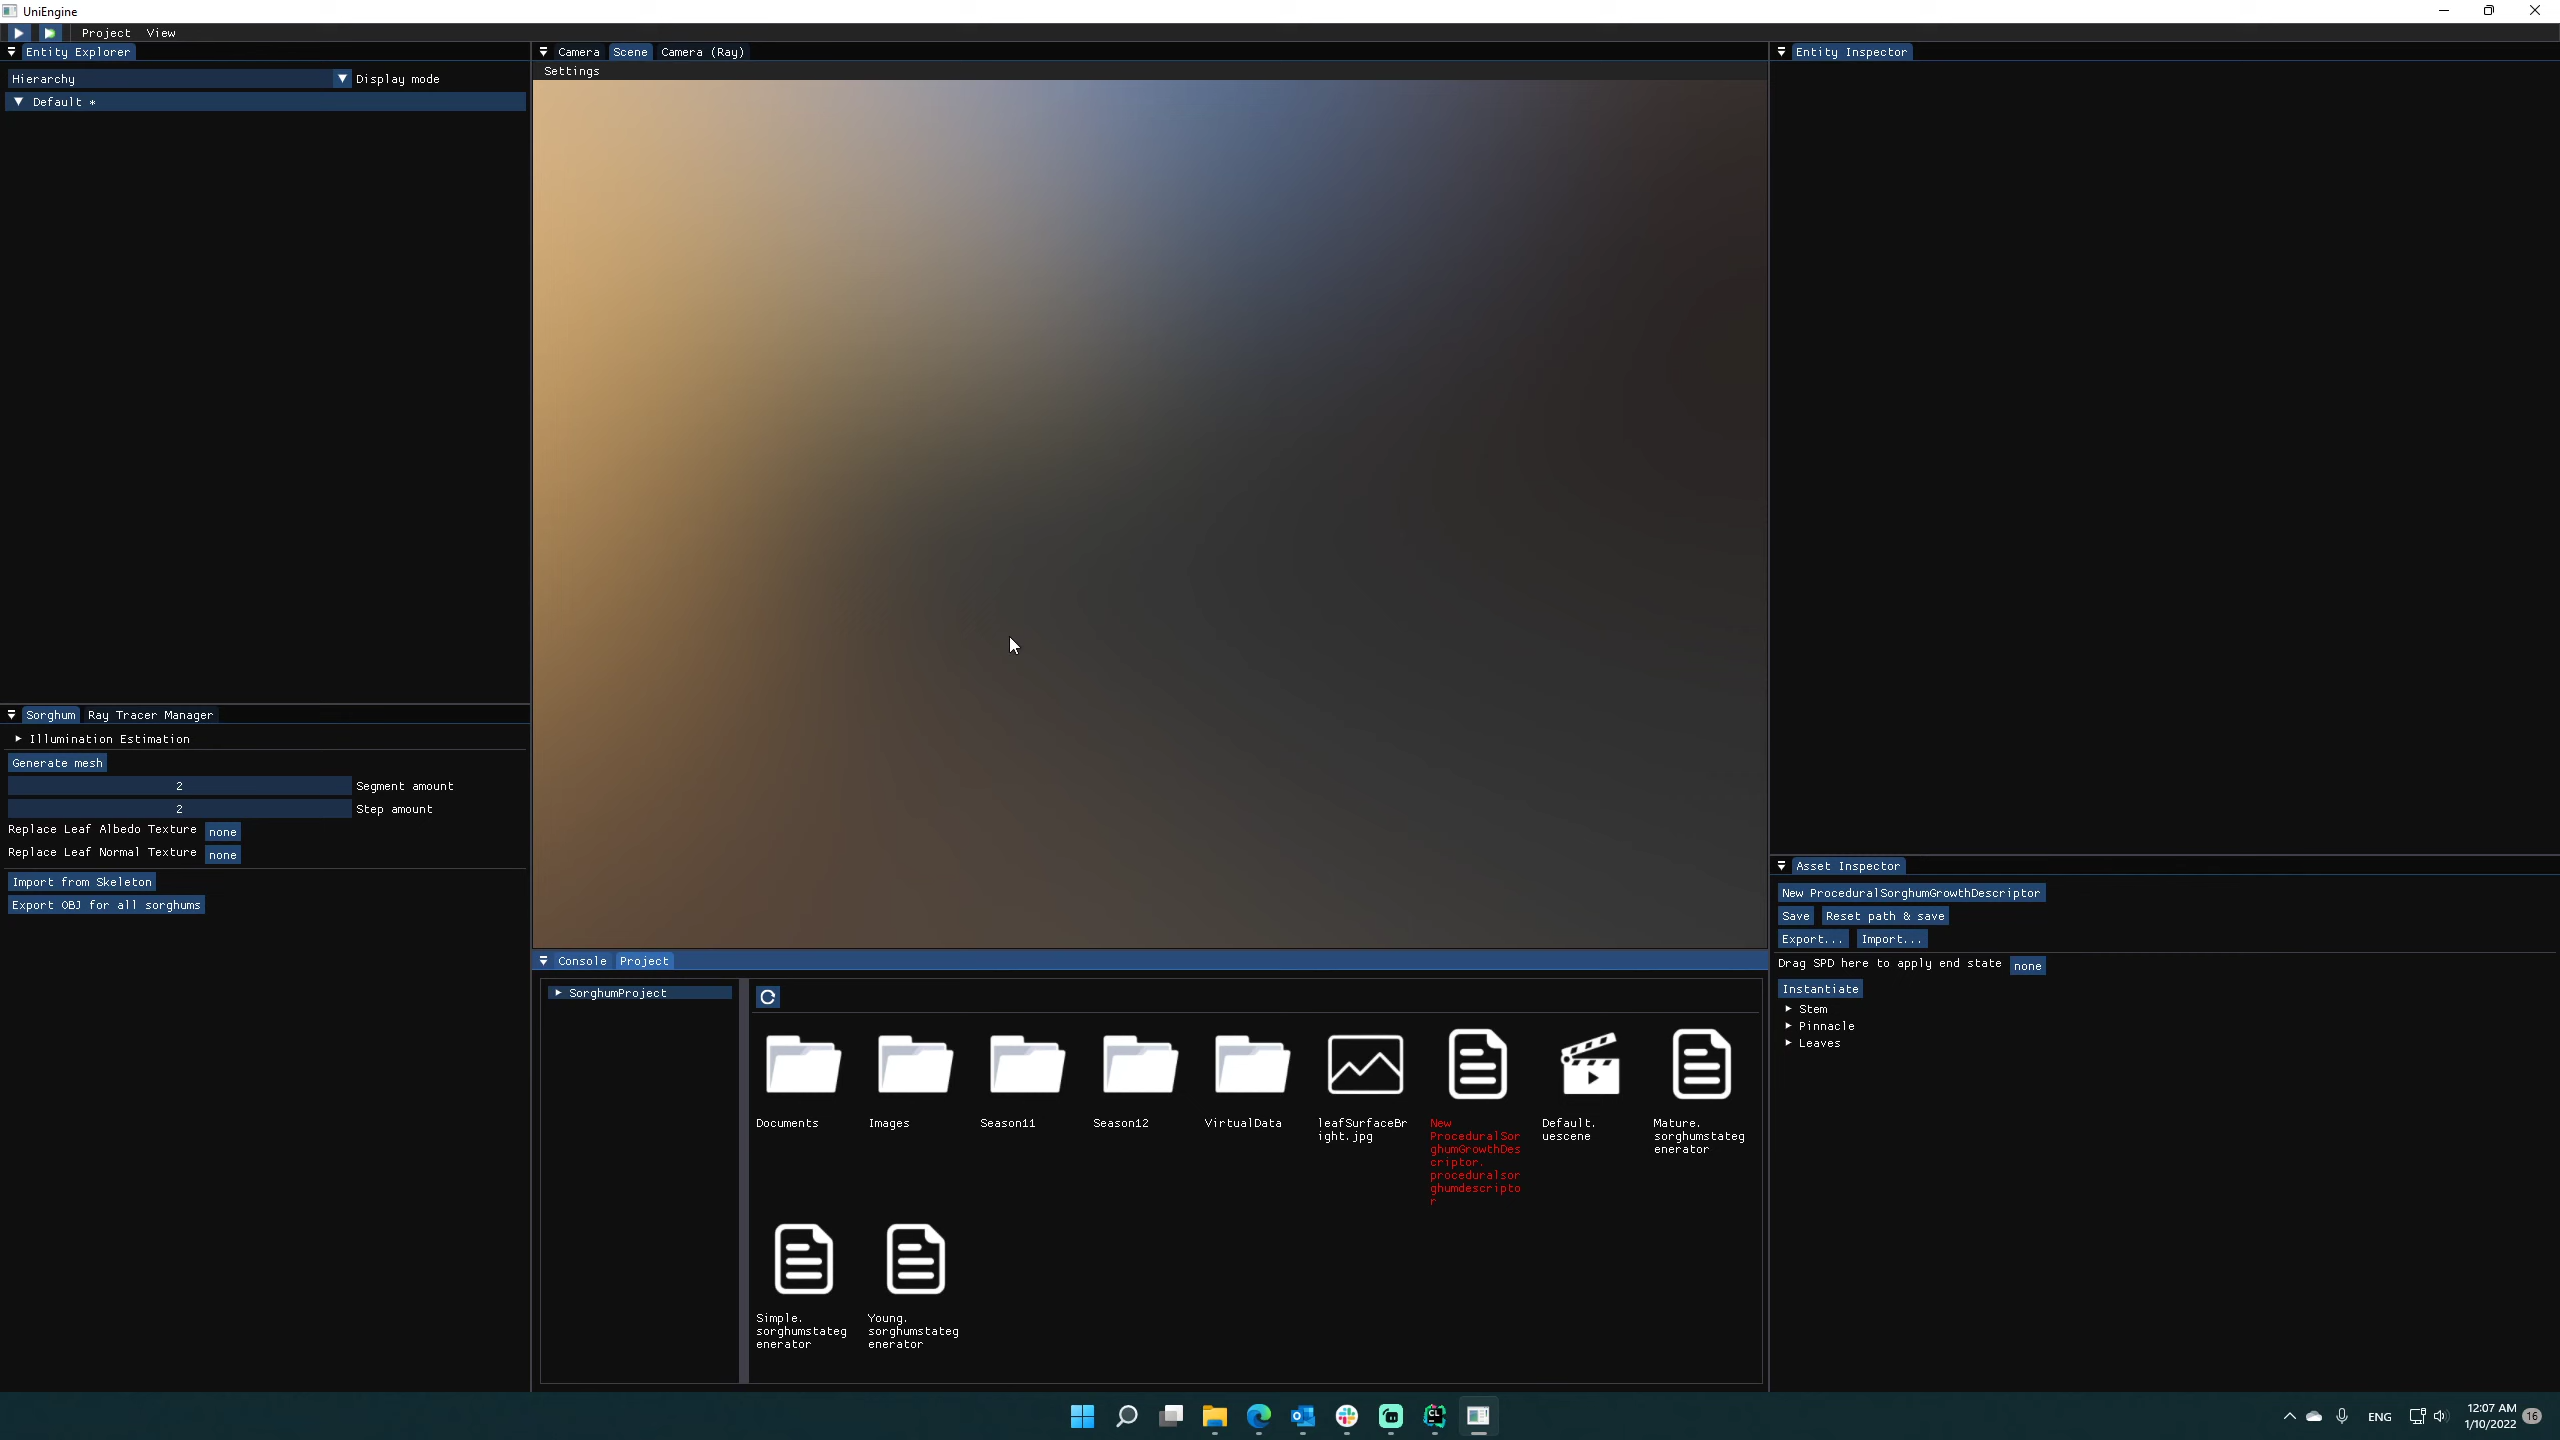 UniEngine
Project View
Entity Explorer
Hierarchy Display mode
Default *
Camera Scene Camera (Ray)
Settings
Entity Inspector
Sorghum Ray Tracer Manager
Illumination Estimation
Generate mesh
2 Segment amount
2 Step amount
Replace Leaf Albedo Texture none
Replace Leaf Normal Texture none
Import from Skeleton
Export OBJ for all sorghums
Console Project
SorghumProject
Documents
Images
Season11
Season12
VirtualData
leafSurfaceBr
ight.jpg
New
ProceduralSor
ghumGrowthDes
criptor.
proceduralsor
ghumdescripto
r
Default.
uescene
Mature.
sorghumstateg
enerator
Simple.
sorghumstateg
enerator
Young.
sorghumstateg
enerator
Asset Inspector
New ProceduralSorghumGrowthDescriptor
Save Reset path & save
Export... Import...
Drag SPD here to apply end state none
Instantiate
Stem
Pinnacle
Leaves
CL
ENG
12:07 AM
1/10/2022
16